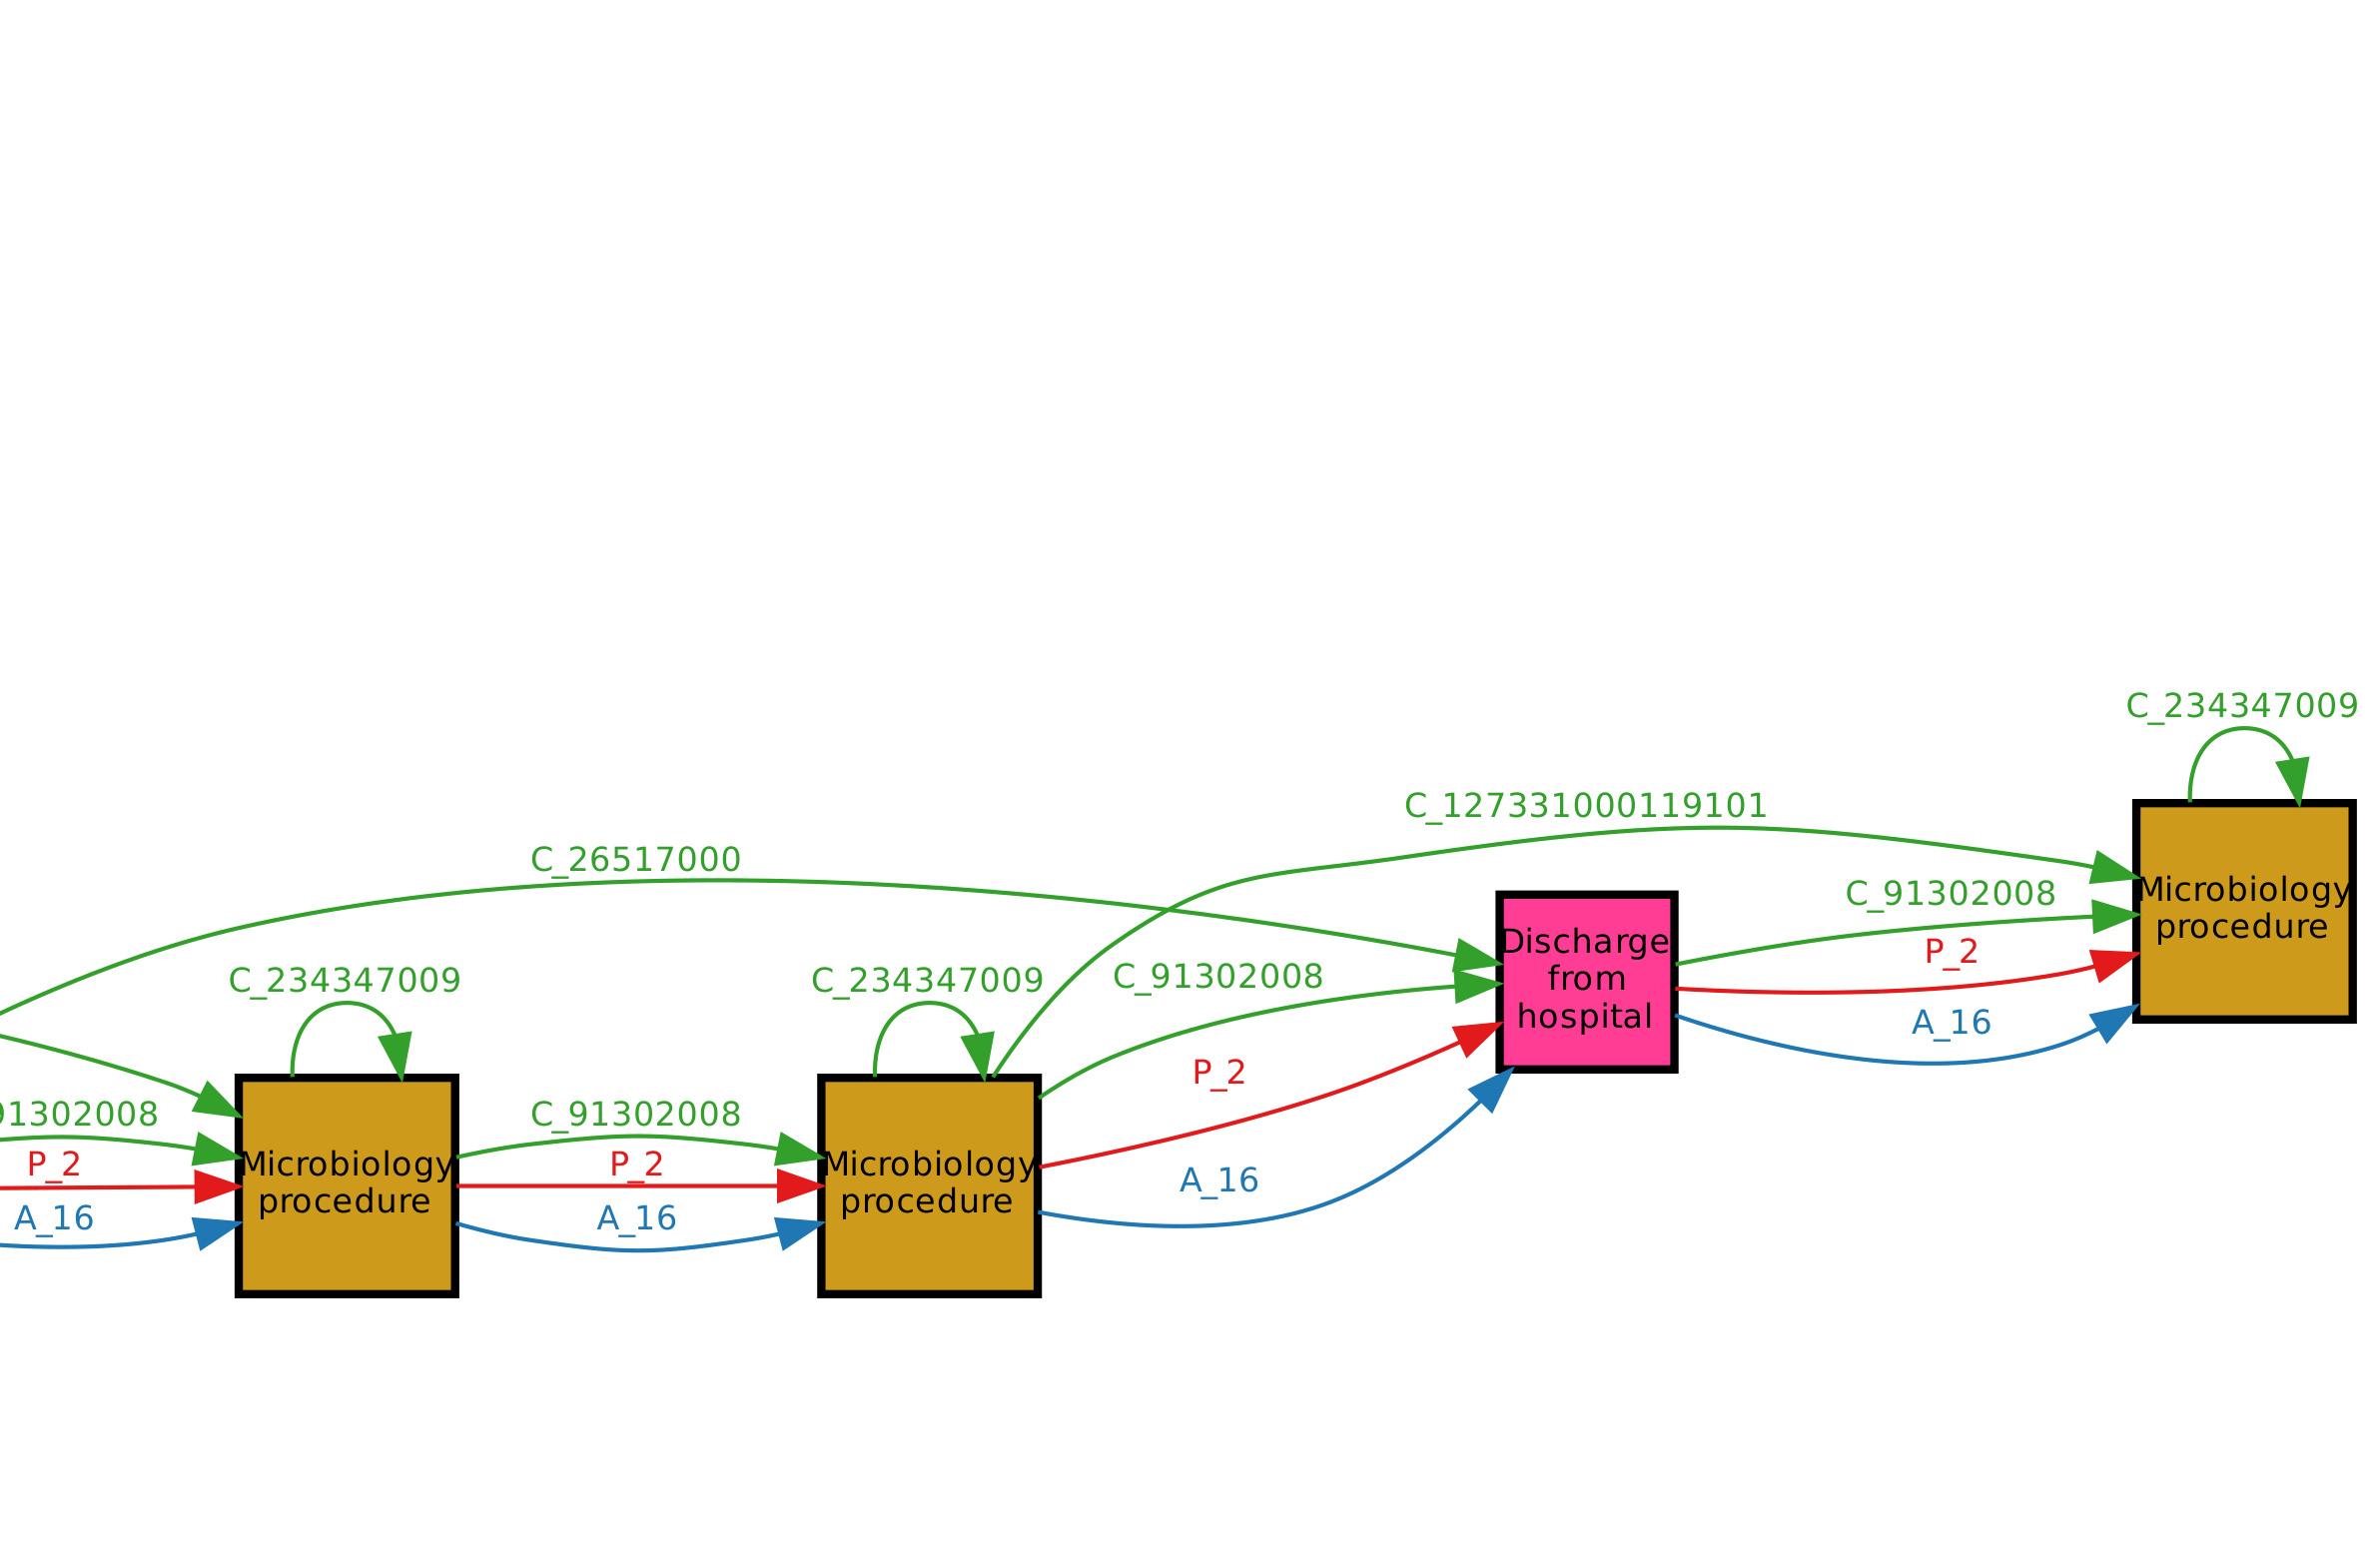 C_234347009
C_127331000119101
C_26517000
C_91302008
Microbiology
procedure
P_2
Discharge
from
hospital
C_234347009
C_234347009
C_91302008
A_16
P_2
91302008
C_91302008
Microbiology
procedure
Microbiology
procedure
P_2
P_2
A_16
A_16
A_16